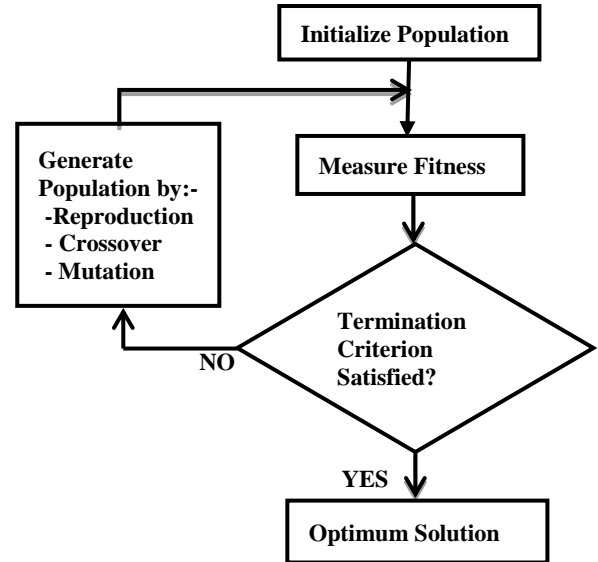 Initialize Population
Measure Fitness
Generate
Population by:-
-Reproduction
- Crossover
- Mutation
Termination
Criterion
Satisfied?
NO
YES
Optimum Solution